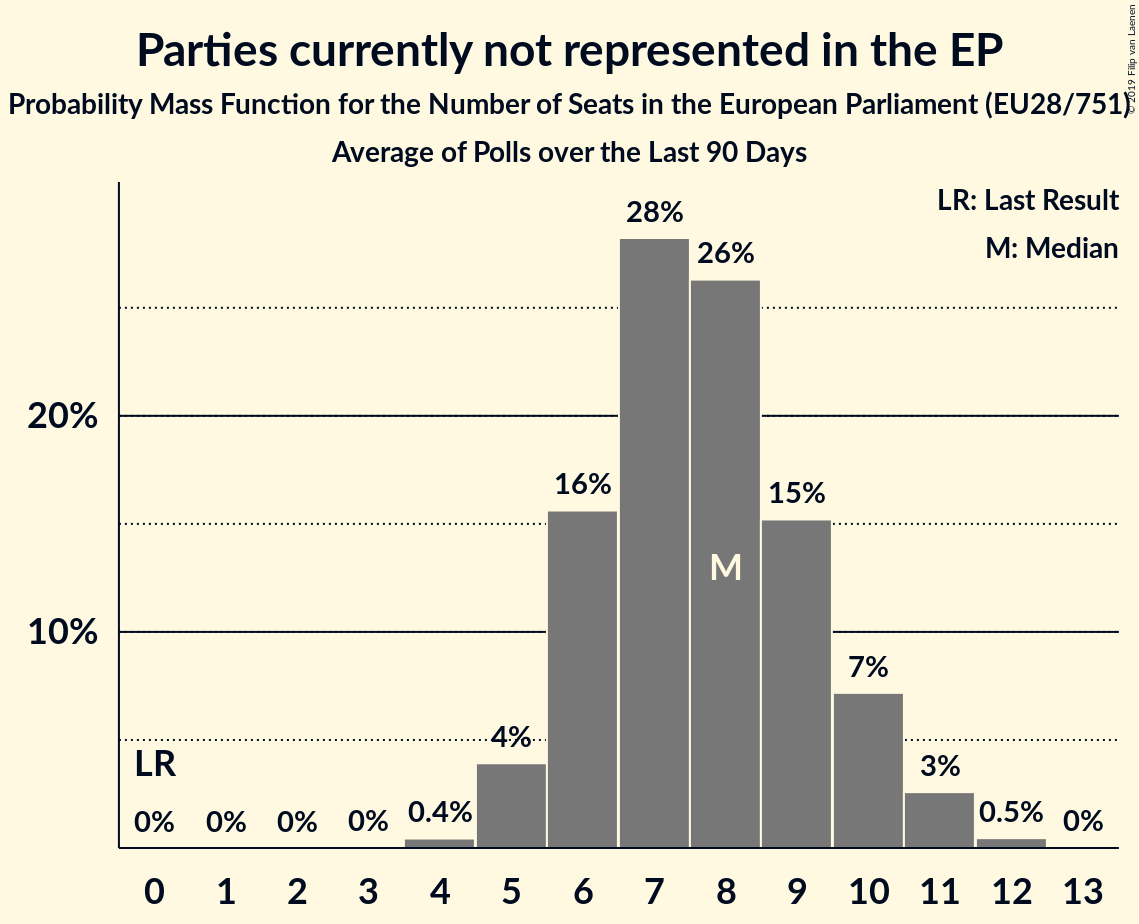 Parties currently not represented in the EP
Probability Mass Function for the Number of Seats in the European Parliament (EU28/751)
Average of Polls over the Last 90 Days
© 2019 Filip van Laenen
LR: Last Result
M: Median
28%
26%
20%
16%
15%
M
10%
7%
4%
LR
3%
0%
0%
0%
0%
0.4%
0.5%
0%
0 1 2 3 4 5 6 7 8 9 10 11 12 13